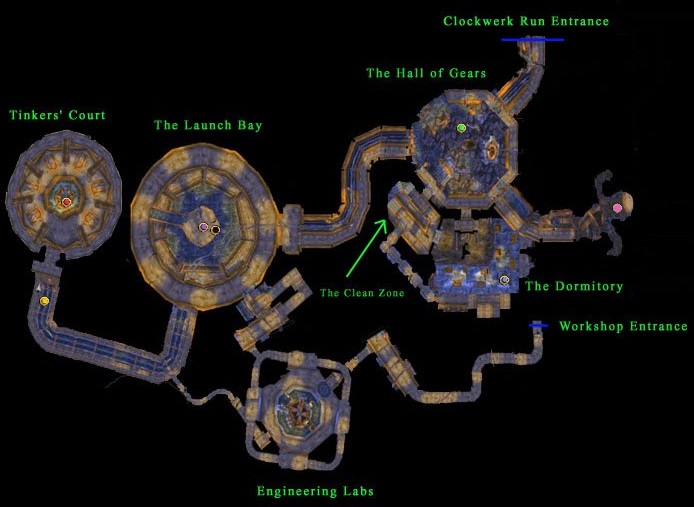 Clockwerk Run Entrance
The Hall of Gears
Tinkers' Court
The Launch Bay
The Clean Zone
The Dormitory
Workshop Entrance
Engineering Labs